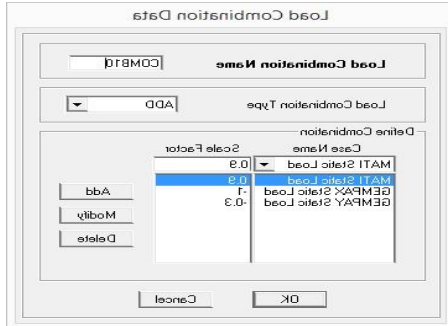 Load Combination Data
Load Combination Name COMB10
Load Combination Type ADD
Define Combination
Case Name Scale Factor
MATI Static Load 0.9
MATI Static Load 0.9
GEMPAX Static Load -1
GEMPAY Static Load -0.3
Add
Modify
Delete
OK Cancel